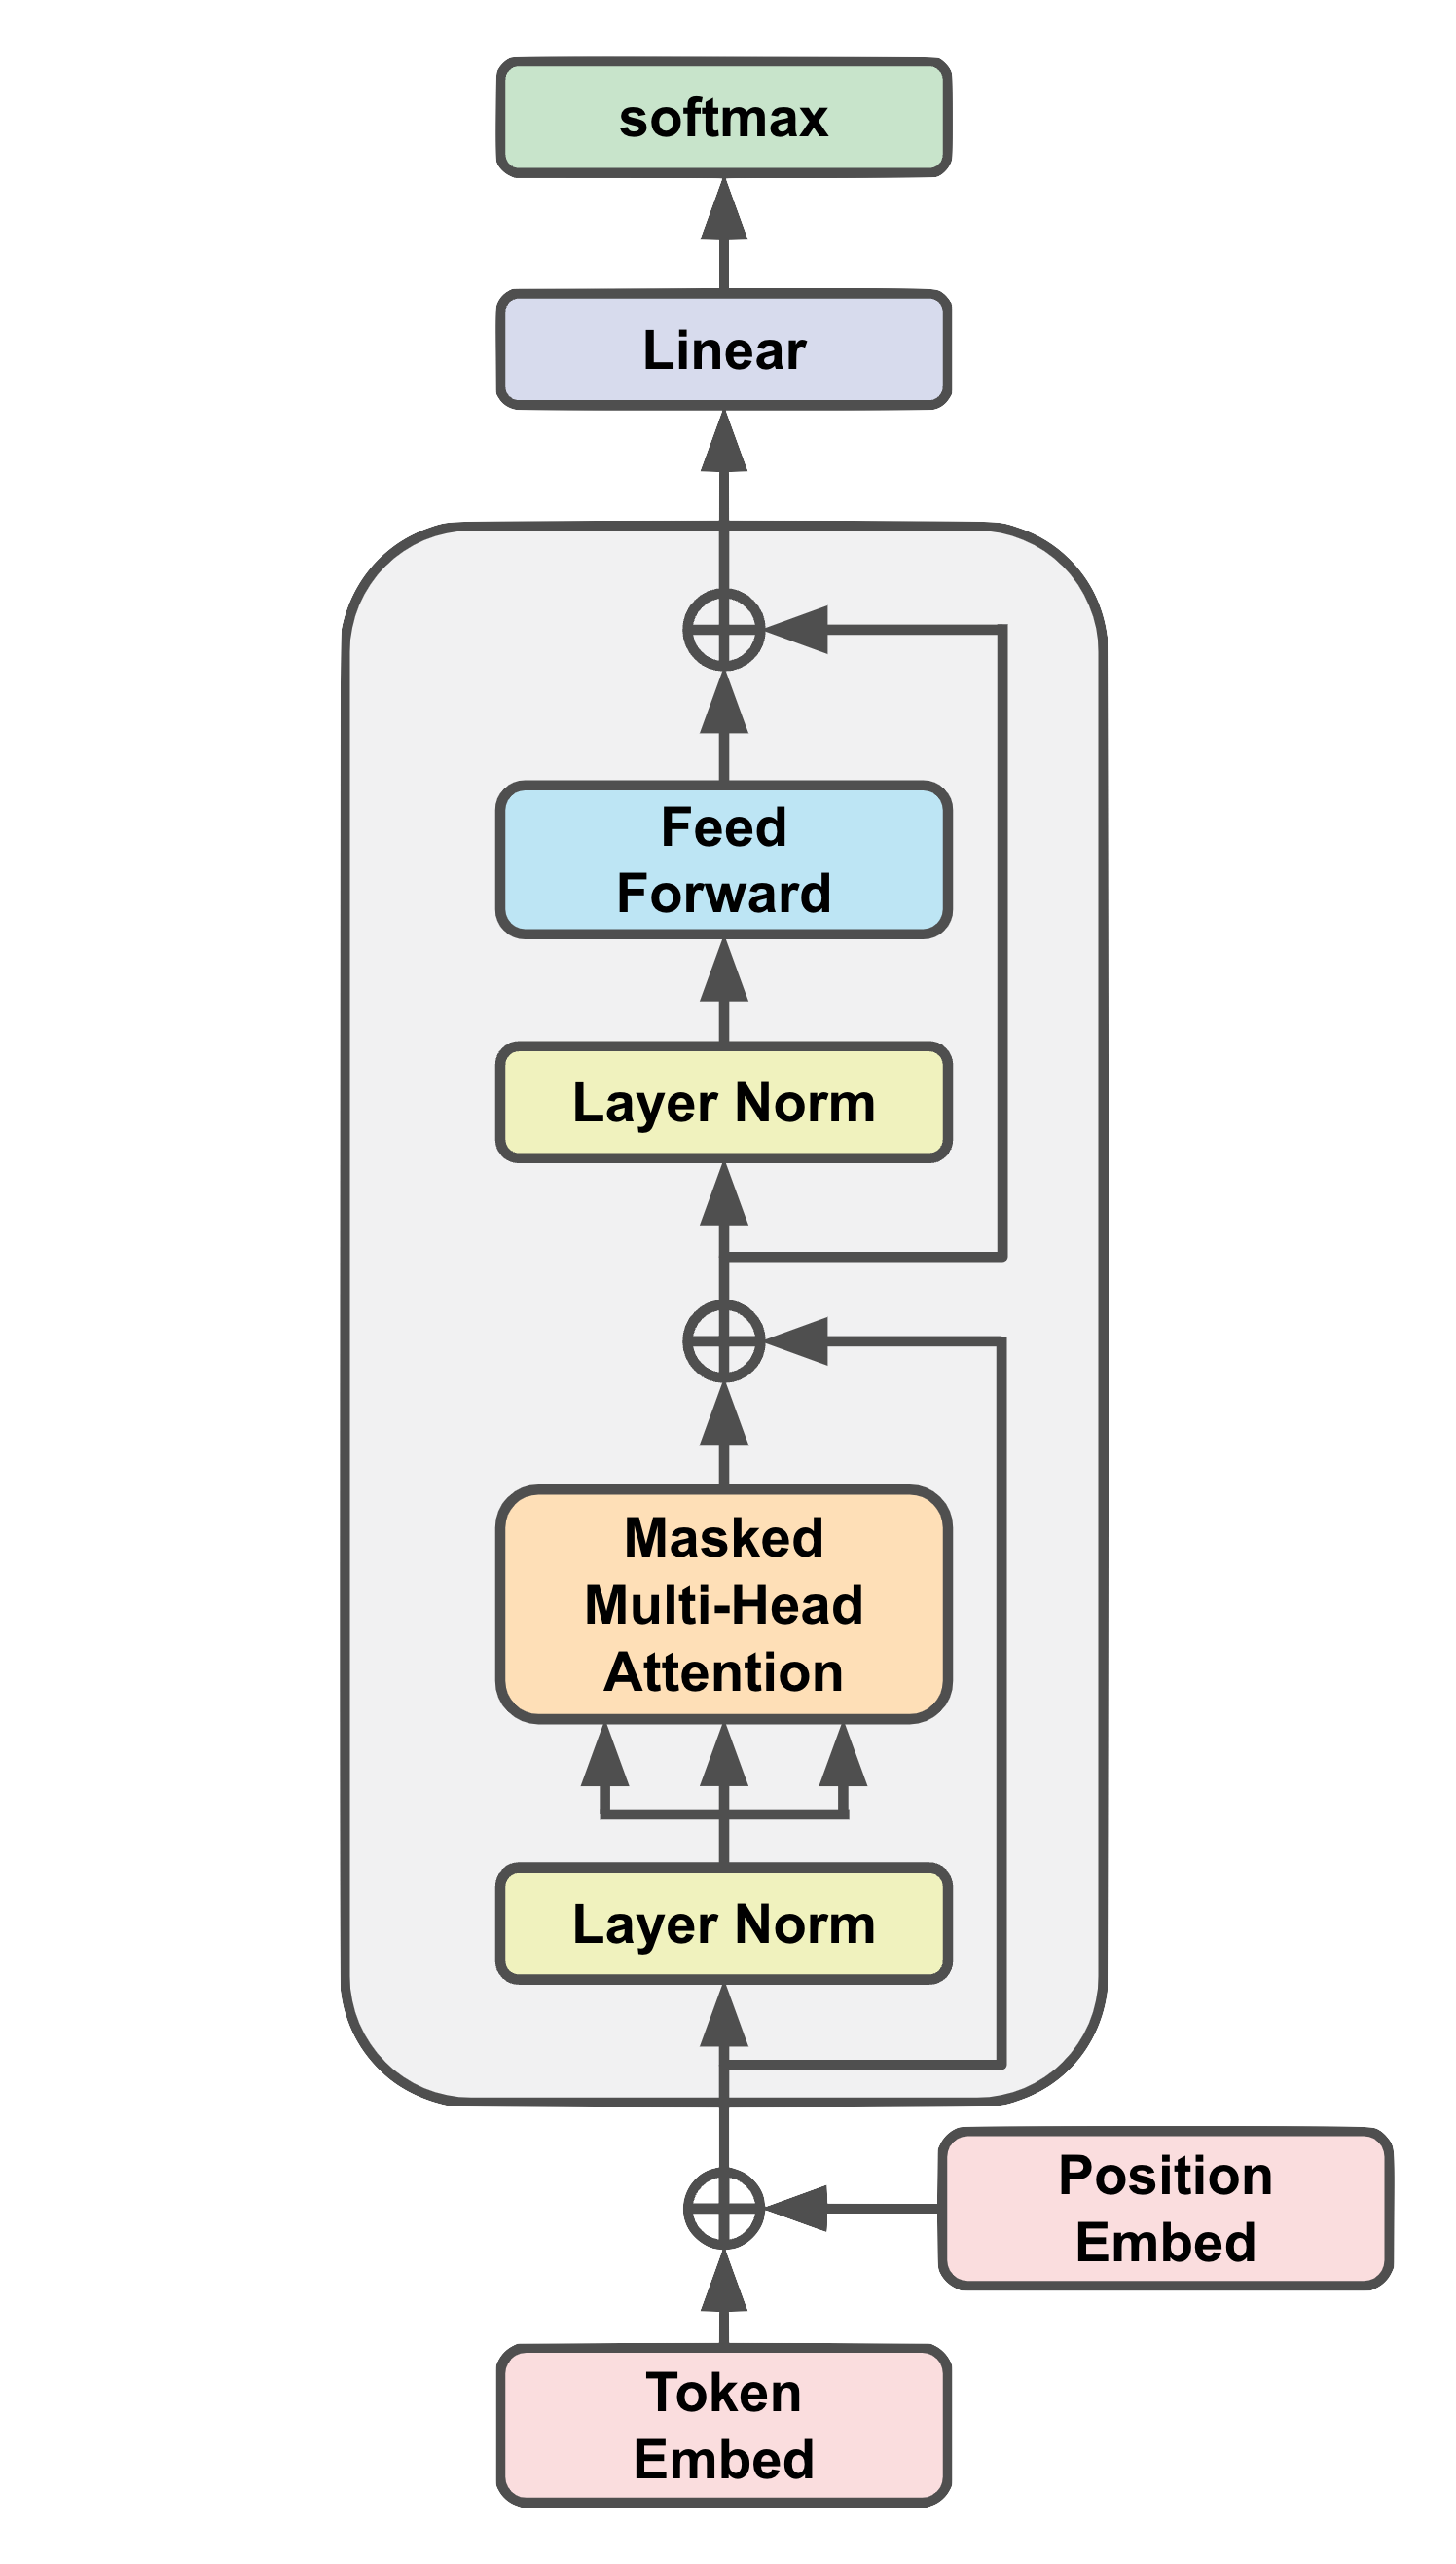 softmax
Linear
Feed
Forward
Layer Norm
Masked
Multi-Head
Attention
Layer Norm
Position
Embed
Token
Embed